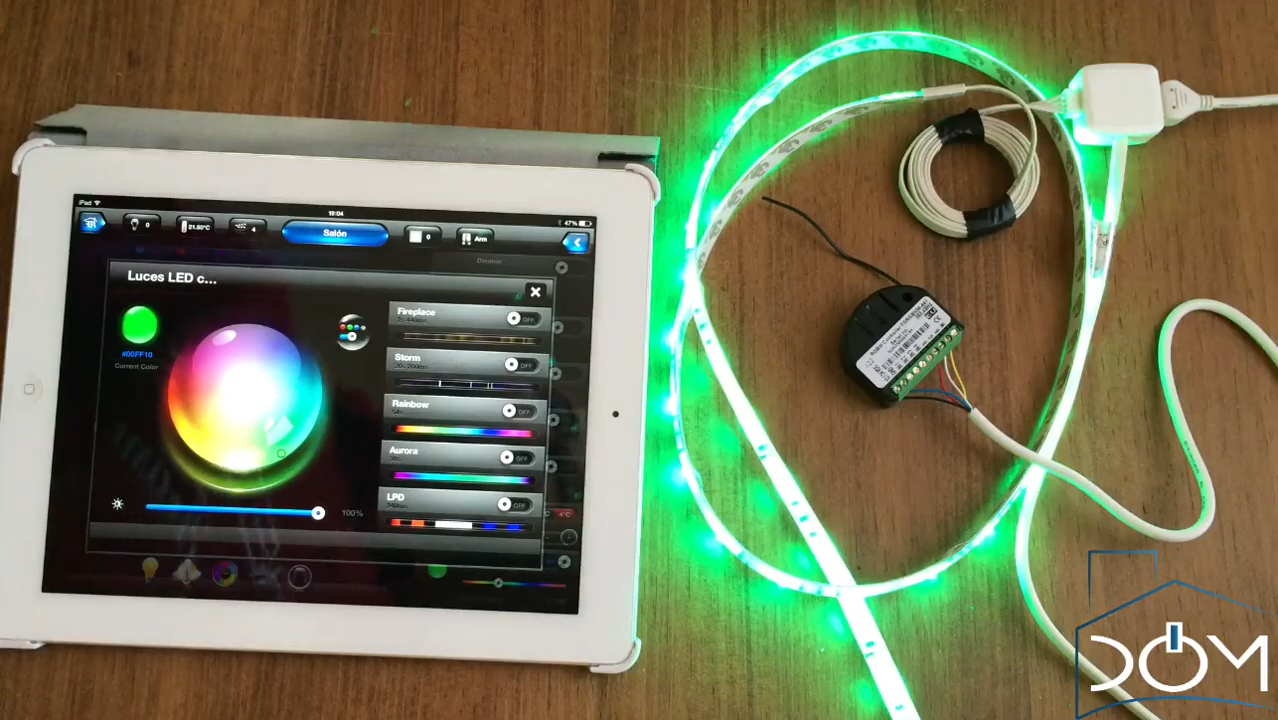 iPad
19:04
47%
0
21.60°C
4
Salón
0
Arm
Dimmer
Luces LED c...
#00FF10
Current Color
100%
Fireplace
OFF
Storm
OFF
Rainbow
OFF
Aurora
OFF
LPD
OFF
DOM